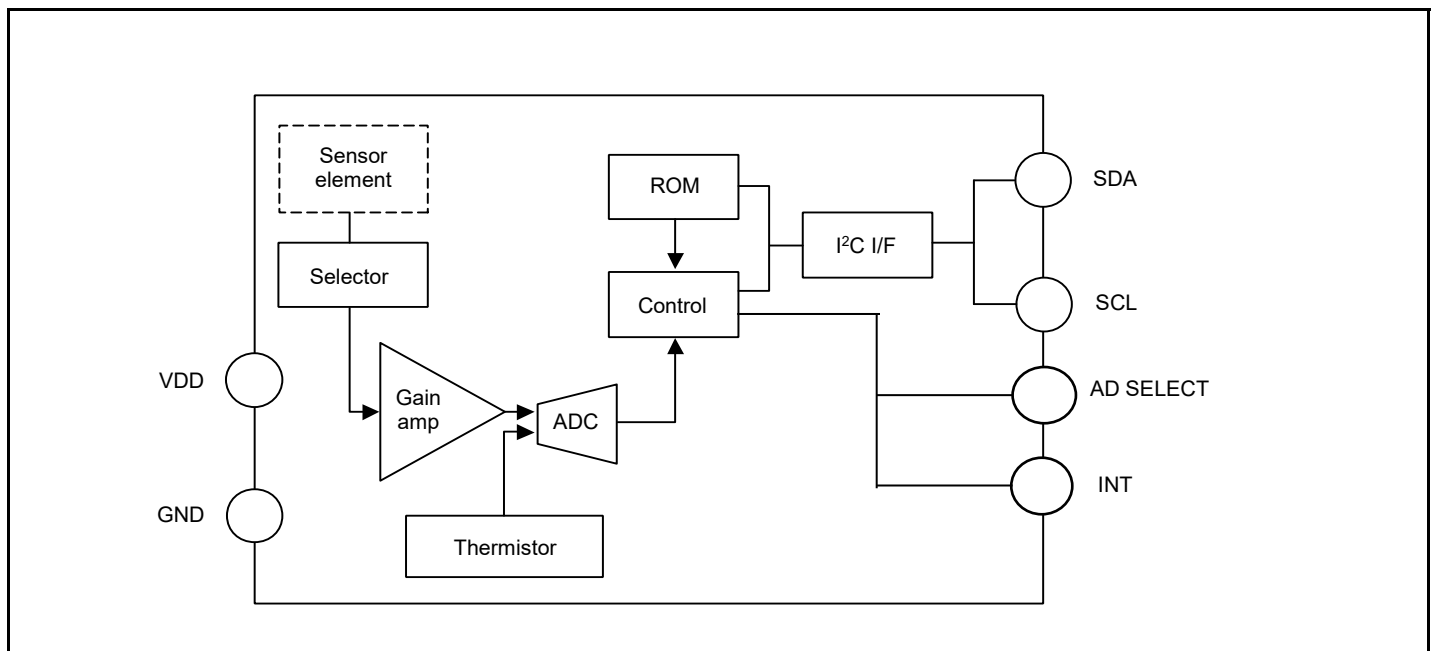 Sensor
element
Selector
Gain
amp
ADC
Thermistor
ROM
Control
I²C I/F
VDD
GND
SDA
SCL
AD SELECT
INT